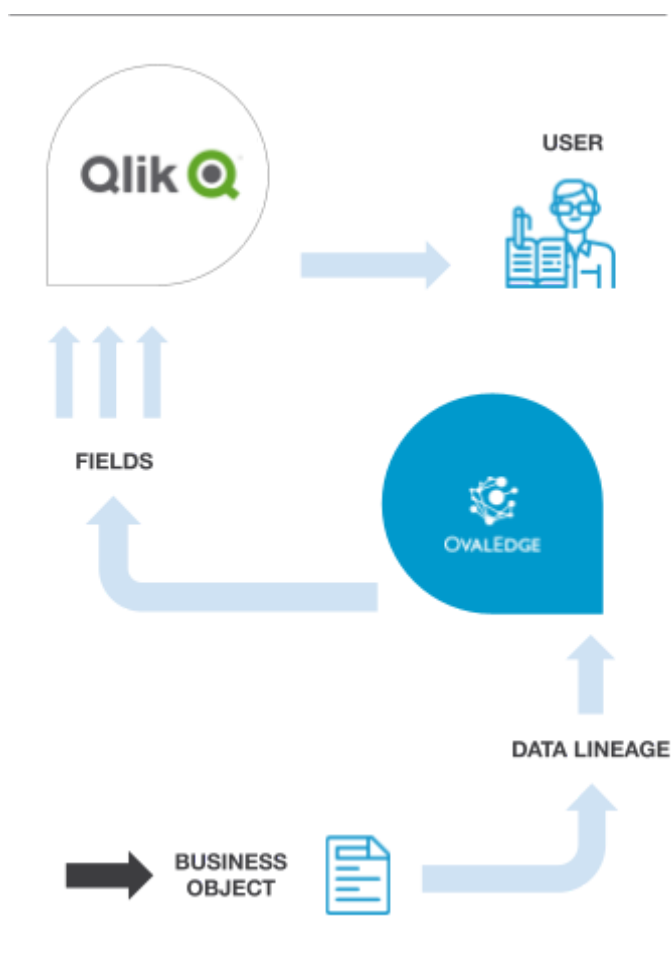 Qlik
USER
FIELDS
OVALEDGE
DATA LINEAGE
BUSINESS
OBJECT